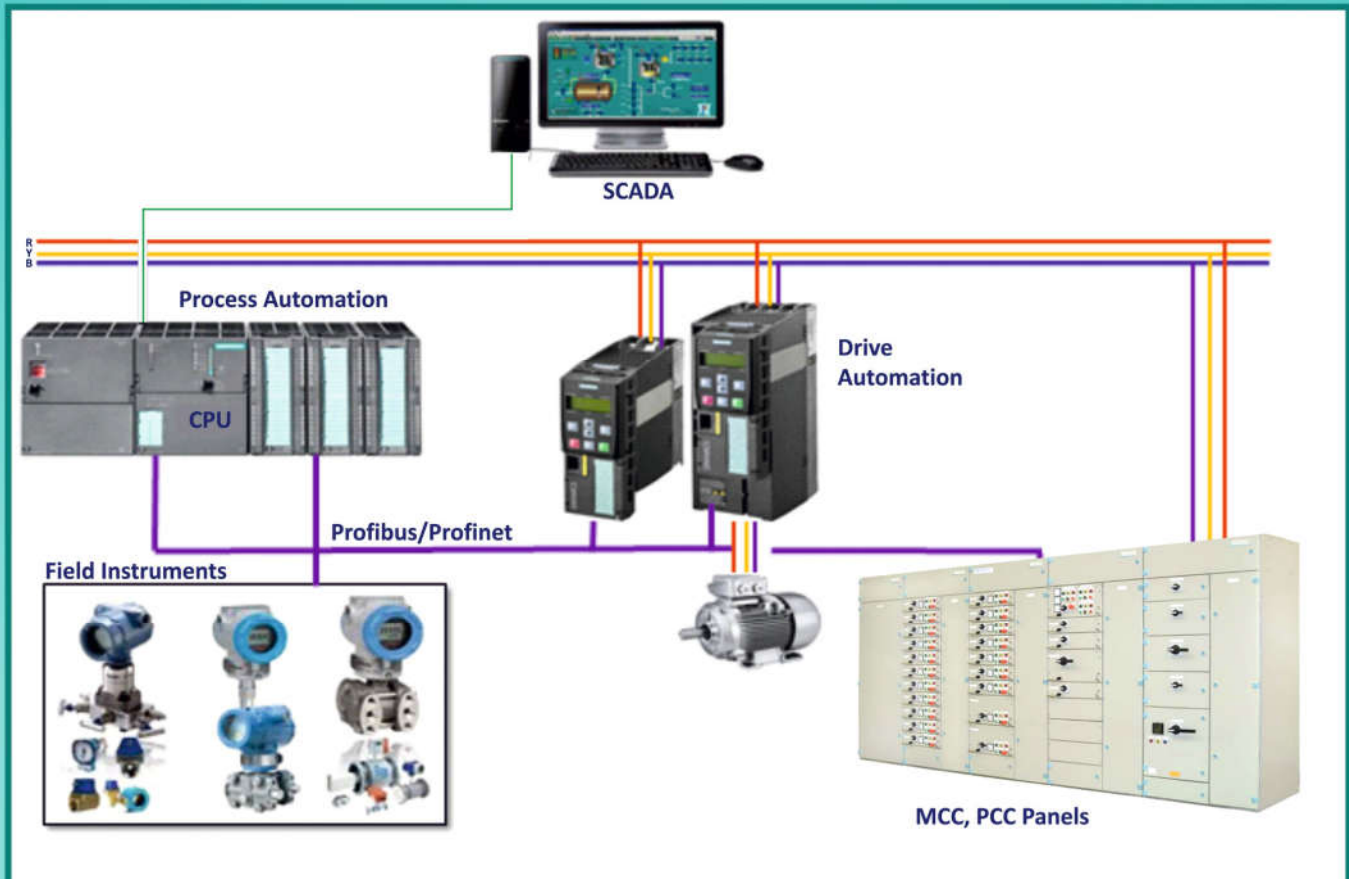 SCADA
R
Y
B
Process Automation
CPU
Drive
Automation
Profibus/Profinet
Field Instruments
MCC, PCC Panels